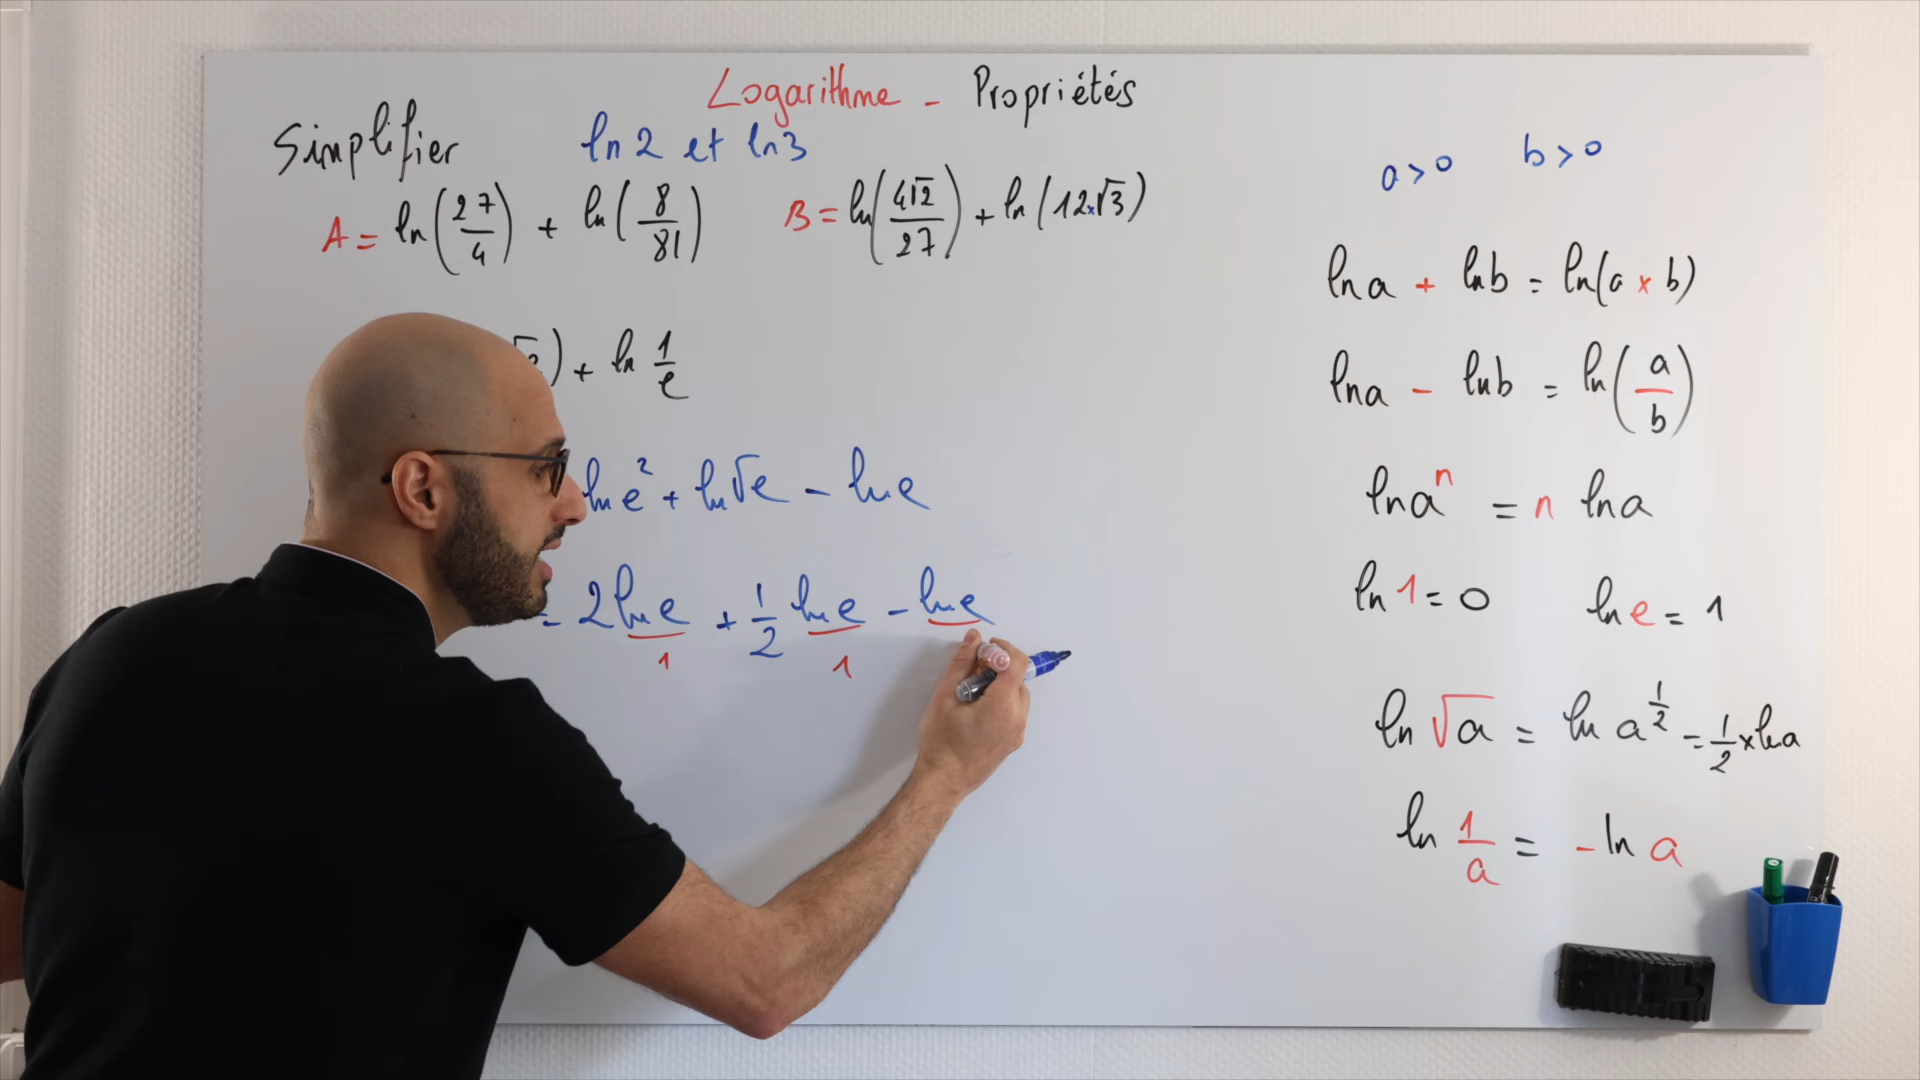 Logarithme - Propriétés
Simplifier ln 2 et ln 3
A = ln(27/4) + ln(8/81) B = ln(4√2/27) + ln(12×√3)
) + ln 1/e
ln e² + ln √e - ln e
= 2 ln e + 1/2 ln e - ln e
1 1
a > 0 b > 0
ln a + ln b = ln(a × b)
ln a - ln b = ln(a/b)
ln aⁿ = n ln a
ln 1 = 0 ln e = 1
ln √a = ln a^(1/2) = 1/2 × ln a
ln 1/a = - ln a